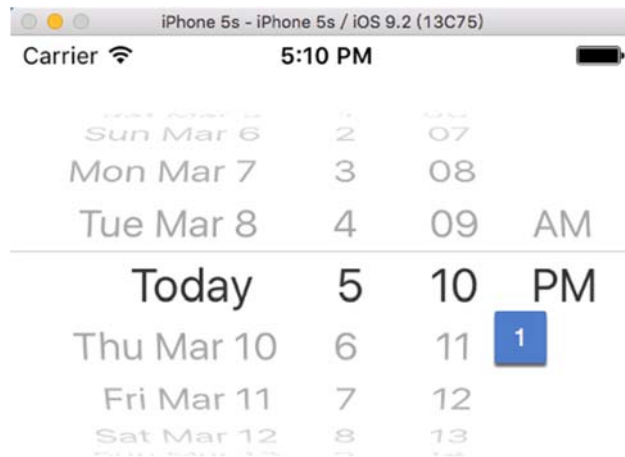 iPhone 5s - iPhone 5s / iOS 9.2 (13C75)
Carrier 5:10 PM
Sun Mar 6 2 07
Mon Mar 7 3 08
Tue Mar 8 4 09 AM
Today 5 10 PM
Thu Mar 10 6 11
1
Fri Mar 11 7 12
Sat Mar 12 8 13